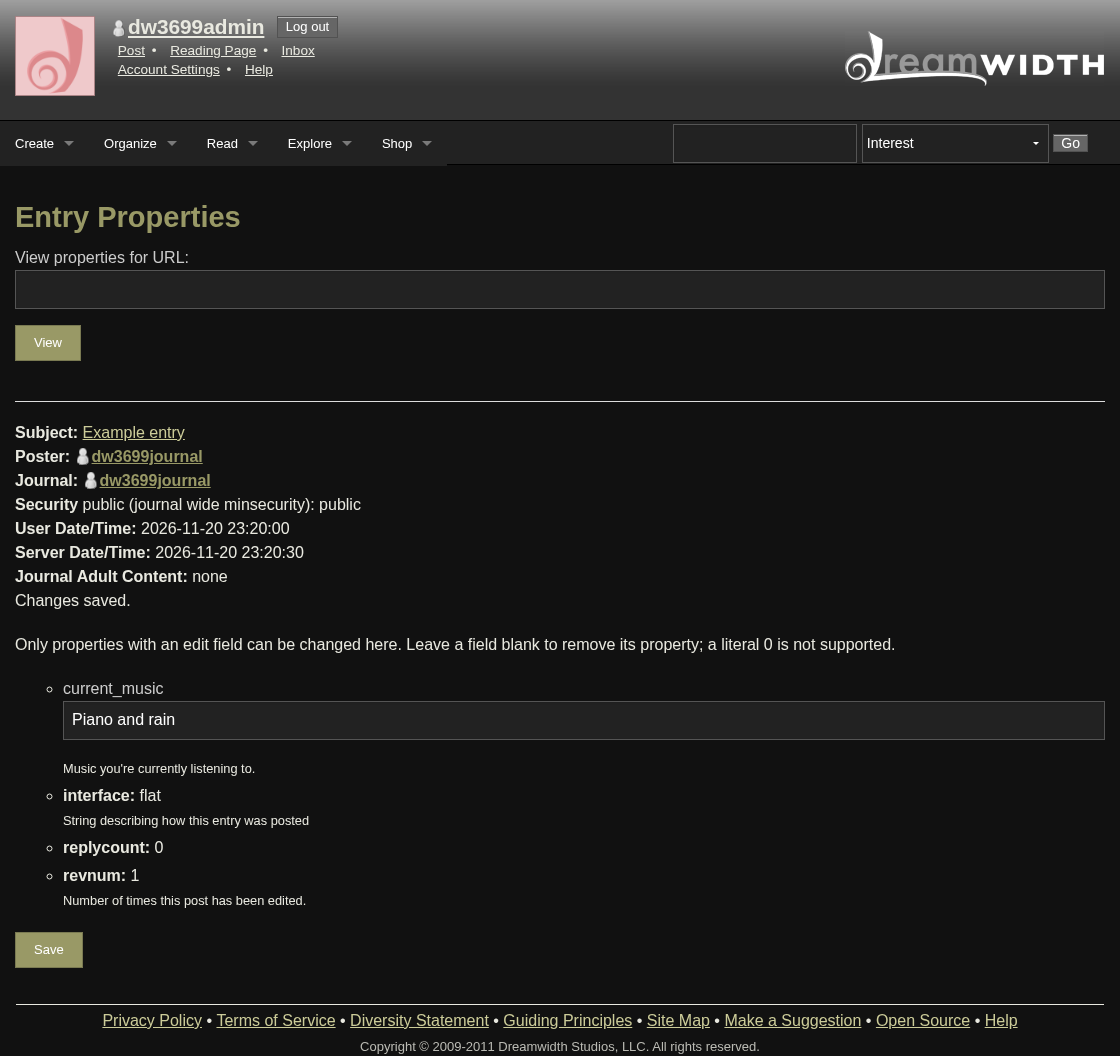 dw3699admin Log out
Post • Reading Page • Inbox
Account Settings • Help
dreamWIDTH
Create Organize Read Explore Shop Interest Go
Entry Properties
View properties for URL:
View
Subject: Example entry
Poster: dw3699journal
Journal: dw3699journal
Security public (journal wide minsecurity): public
User Date/Time: 2026-11-20 23:20:00
Server Date/Time: 2026-11-20 23:20:30
Journal Adult Content: none
Changes saved.
Only properties with an edit field can be changed here. Leave a field blank to remove its property; a literal 0 is not supported.
current_music
Piano and rain
Music you're currently listening to.
interface: flat
String describing how this entry was posted
replycount: 0
revnum: 1
Number of times this post has been edited.
Save
Privacy Policy • Terms of Service • Diversity Statement • Guiding Principles • Site Map • Make a Suggestion • Open Source • Help
Copyright © 2009-2011 Dreamwidth Studios, LLC. All rights reserved.